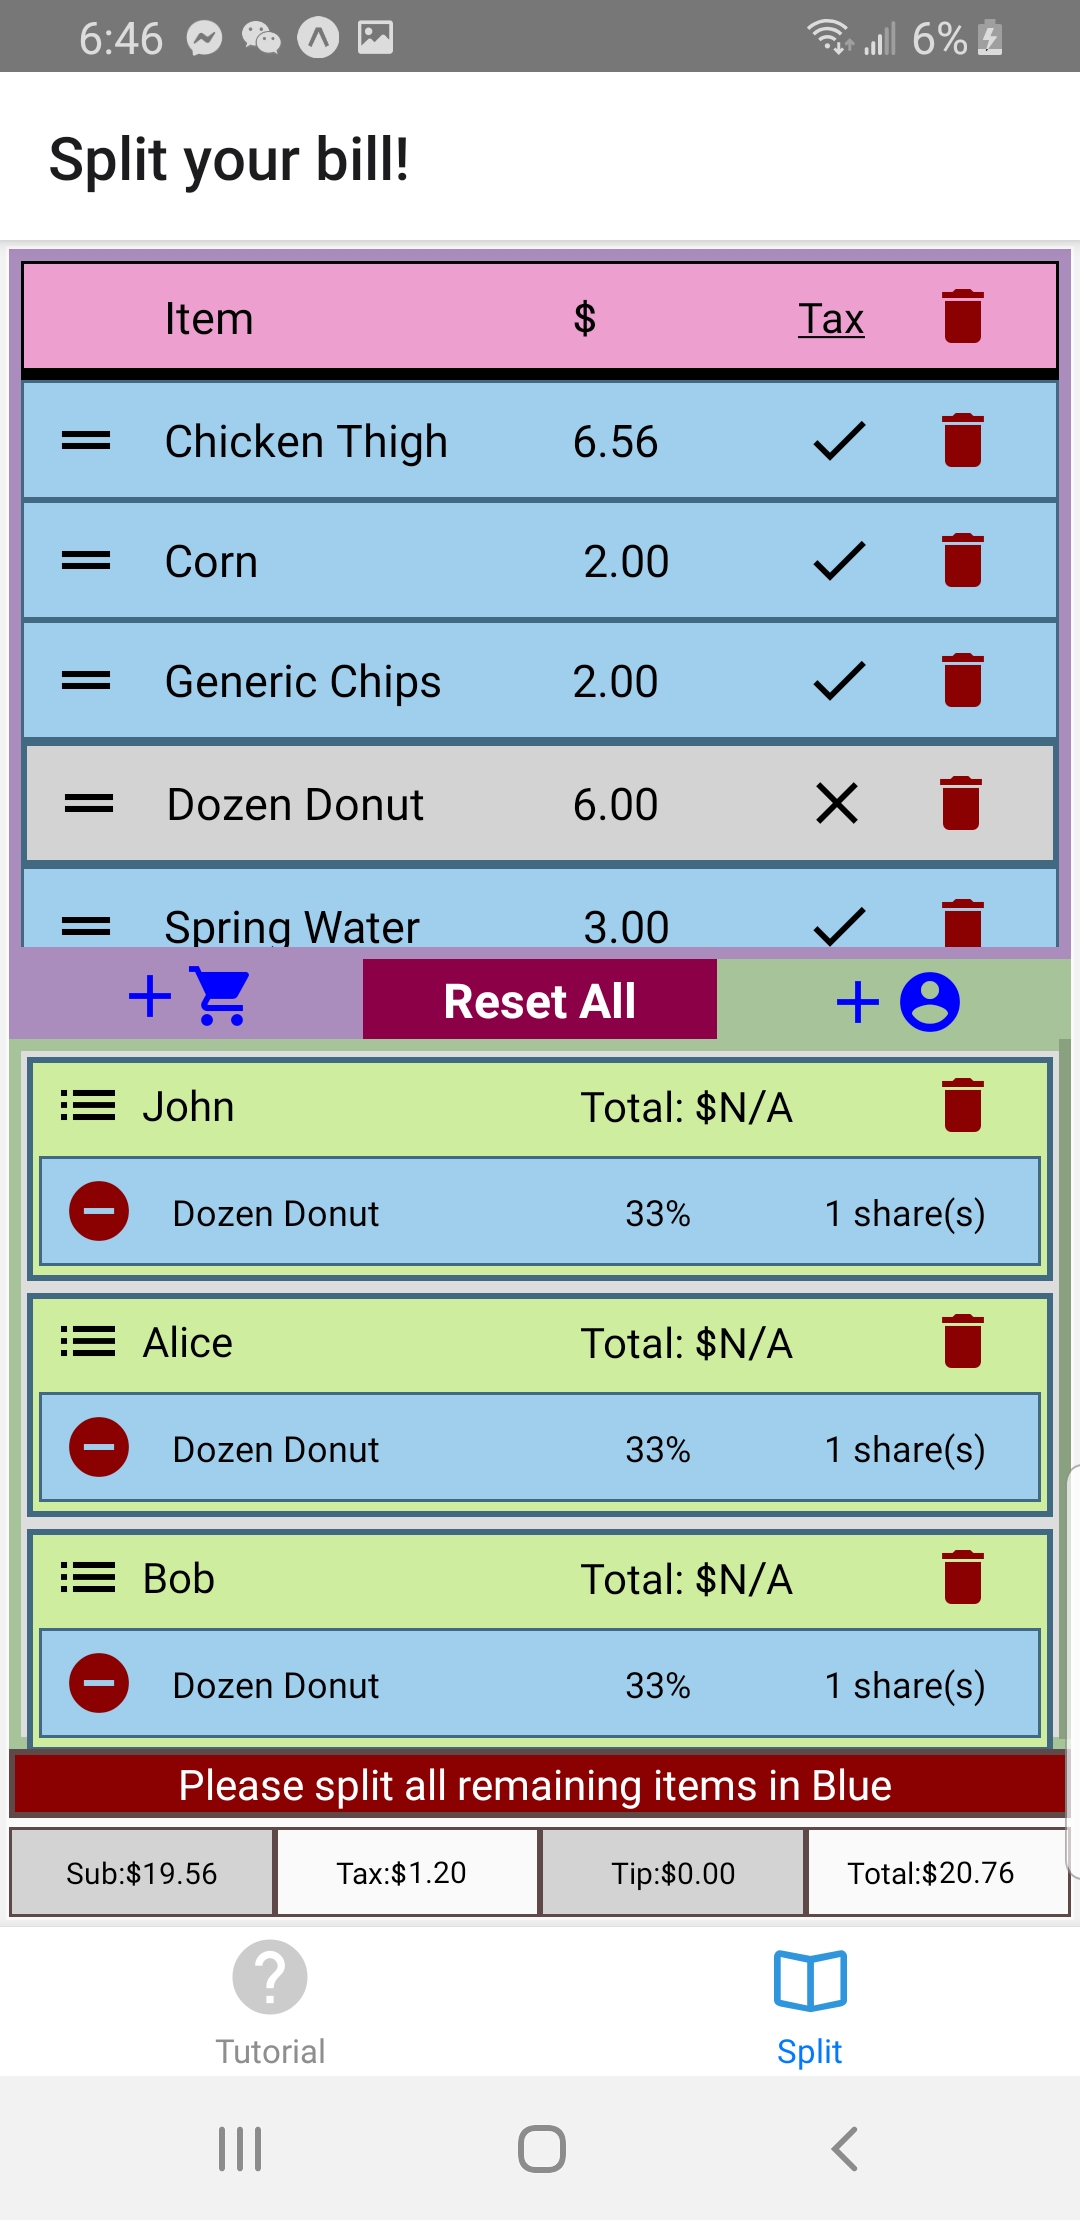 6:46 6%
Split your bill!
Item $ Tax
Chicken Thigh 6.56
Corn 2.00
Generic Chips 2.00
Dozen Donut 6.00
Spring Water 3.00
Reset All
John Total: $N/A
Dozen Donut 33% 1 share(s)
Alice Total: $N/A
Dozen Donut 33% 1 share(s)
Bob Total: $N/A
Dozen Donut 33% 1 share(s)
Please split all remaining items in Blue
Sub:$19.56 Tax:$1.20 Tip:$0.00 Total:$20.76
Tutorial Split